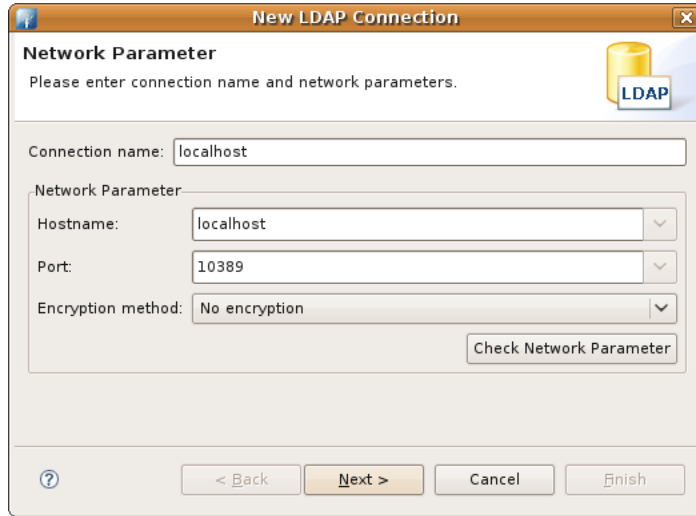 New LDAP Connection
Network Parameter
Please enter connection name and network parameters.
LDAP
Connection name: localhost
Network Parameter
Hostname: localhost
Port: 10389
Encryption method: No encryption
Check Network Parameter
< Back Next > Cancel Finish